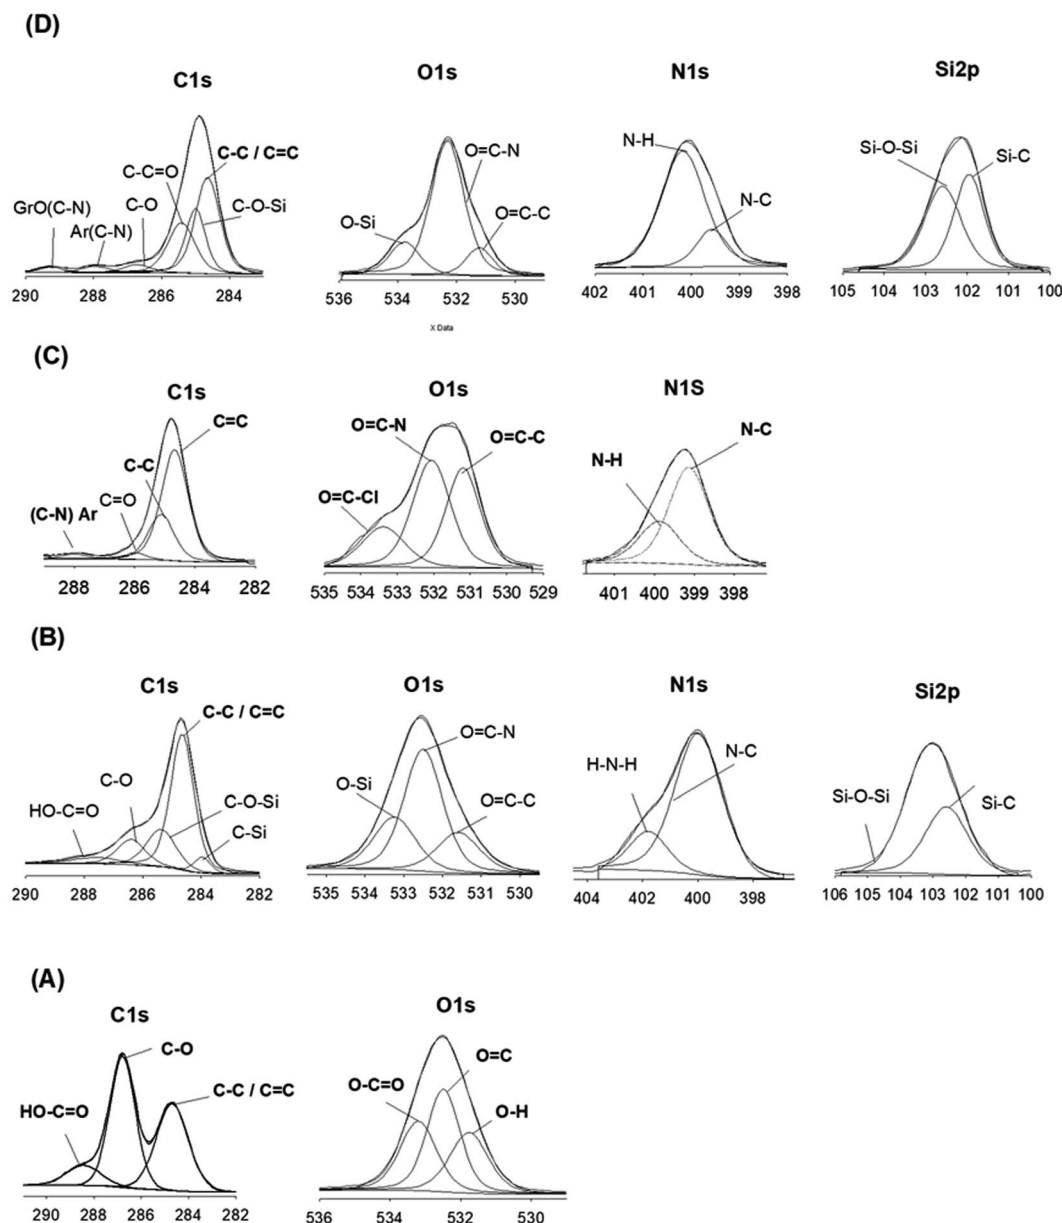 (D)
C1s
O1s
N1s
Si2p
C-C / C=C
C-C=O
C-O
GrO(C-N)
Ar(C-N)
C-O-Si
290 288 286 284
O=C-N
O-Si
O=C-C
536 534 532 530
X Data
N-H
N-C
402 401 400 399 398
Si-O-Si
Si-C
105 104 103 102 101 100
(C)
C1s
O1s
N1S
C=C
C-C
C=O
(C-N) Ar
288 286 284 282
O=C-N
O=C-C
O=C-Cl
535 534 533 532 531 530 529
N-C
N-H
401 400 399 398
(B)
C1s
O1s
N1s
Si2p
C-C / C=C
C-O
HO-C=O
C-O-Si
C-Si
290 288 286 284 282
O=C-N
O-Si
O=C-C
535 534 533 532 531 530
H-N-H
N-C
404 402 400 398
Si-O-Si
Si-C
106 105 104 103 102 101 100
(A)
C1s
O1s
C-O
C-C / C=C
HO-C=O
290 288 286 284 282
O=C
O-C=O
O-H
536 534 532 530